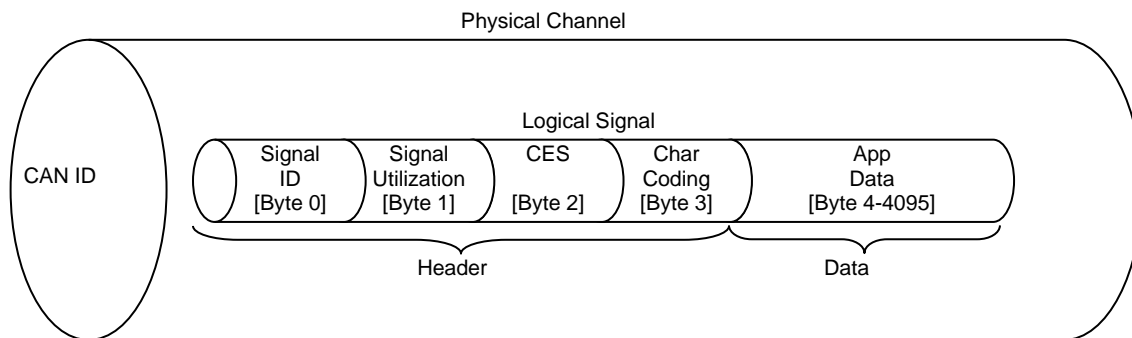 Physical Channel
Logical Signal
CAN ID
Signal ID [Byte 0]
Signal Utilization [Byte 1]
CES [Byte 2]
Char Coding [Byte 3]
App Data [Byte 4-4095]
Header
Data